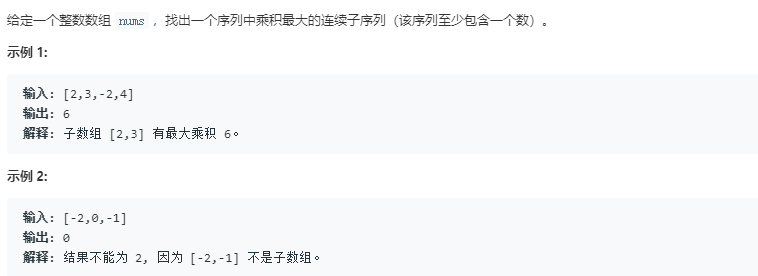 给定一个整数数组 nums ，找出一个序列中乘积最大的连续子序列（该序列至少包含一个数）。
示例 1:
输入: [2,3,-2,4]
输出: 6
解释: 子数组 [2,3] 有最大乘积 6。
示例 2:
输入: [-2,0,-1]
输出: 0
解释: 结果不能为 2, 因为 [-2,-1] 不是子数组。